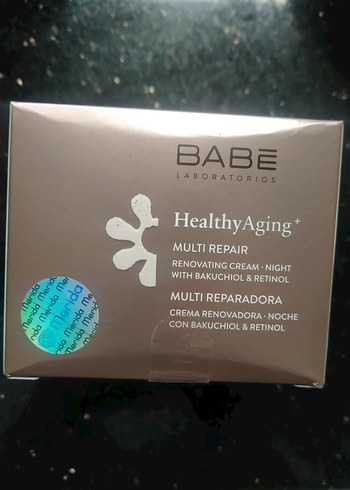 BABĒ
LABORATORIOS
HealthyAging+
MULTI REPAIR
RENOVATING CREAM · NIGHT
WITH BAKUCHIOL & RETINOL
MULTI REPARADORA
CREMA RENOVADORA · NOCHE
CON BAKUCHIOL & RETINOL
Merida